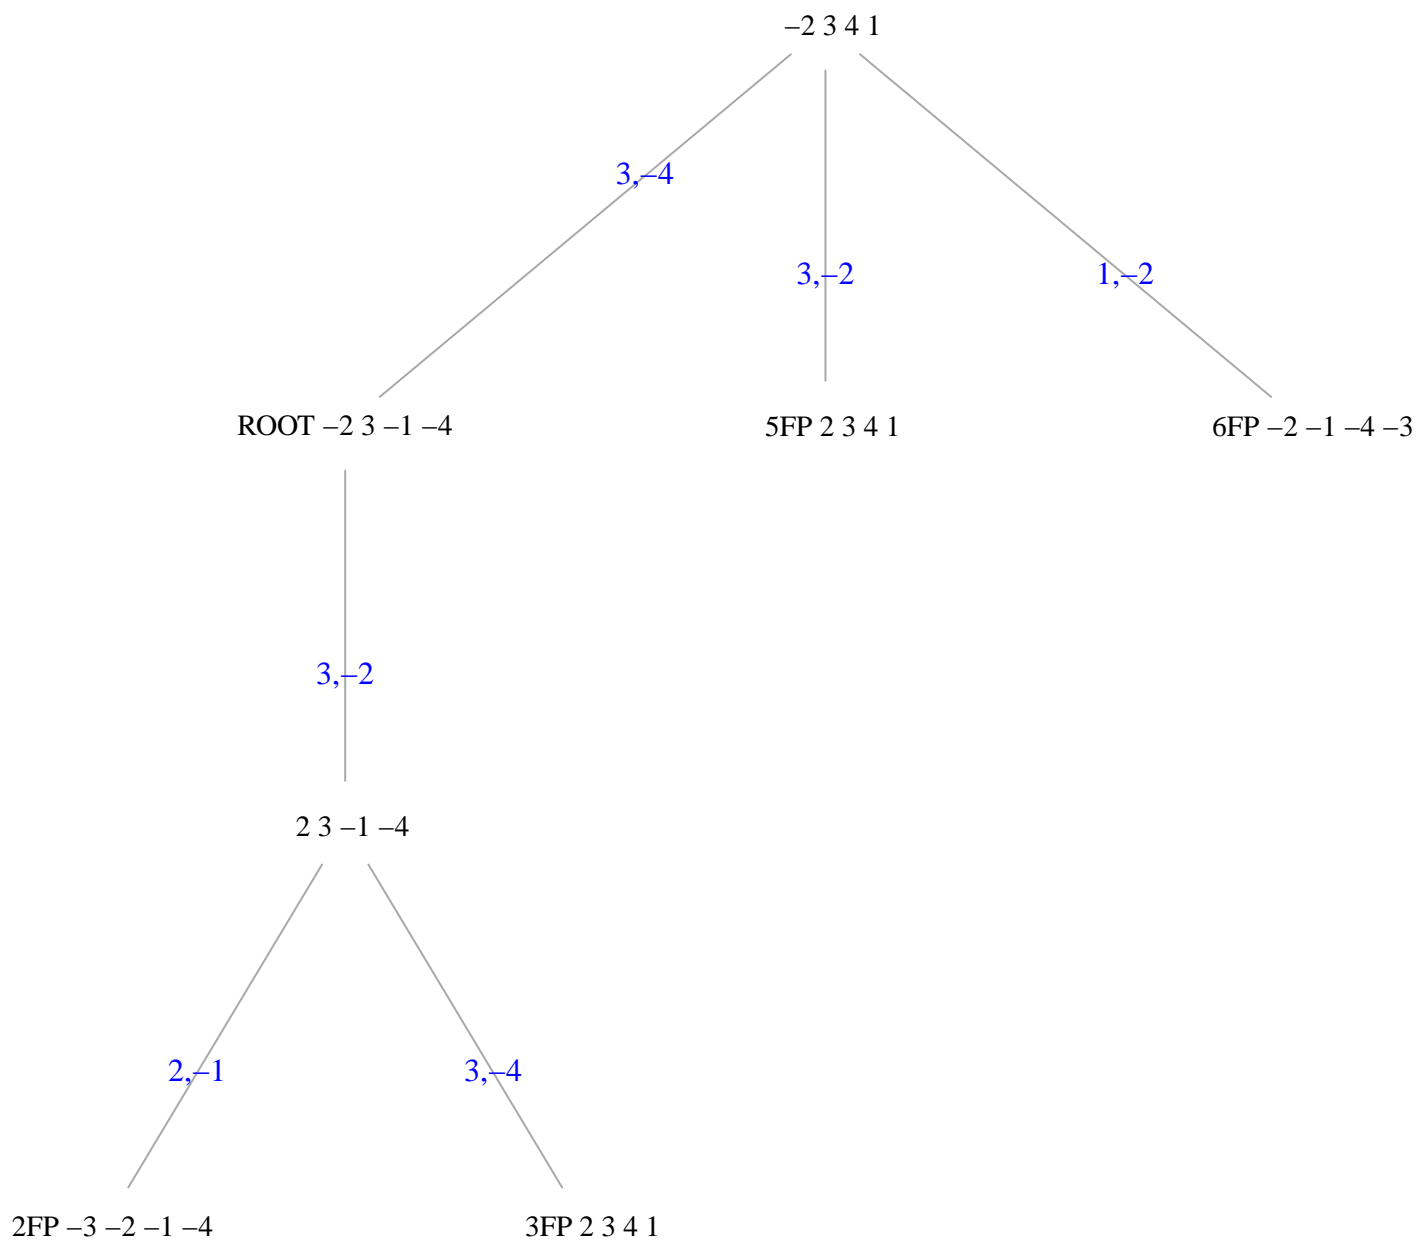 –2 3 4 1
3,–4
3,–2
1,–2
ROOT –2 3 –1 –4
5FP 2 3 4 1
6FP –2 –1 –4 –3
3,–2
2 3 –1 –4
2,–1
3,–4
2FP –3 –2 –1 –4
3FP 2 3 4 1